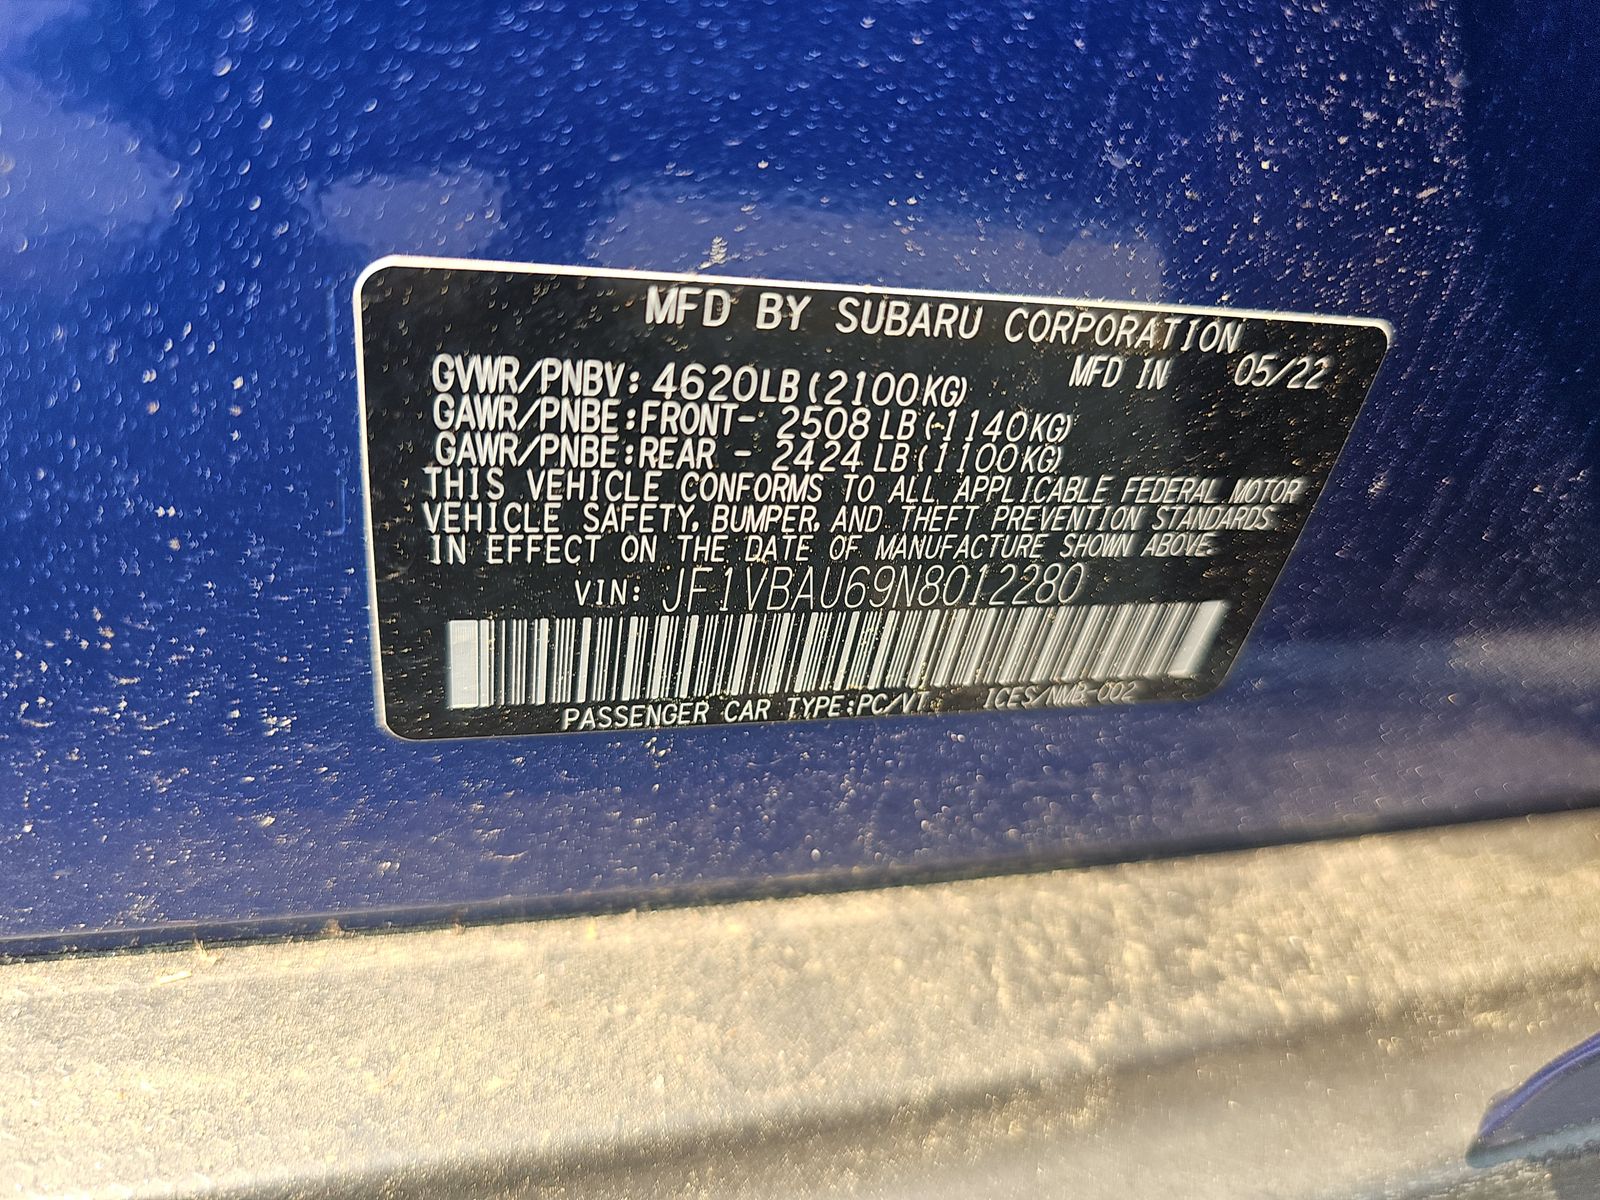 MFD BY SUBARU CORPORATION
MFD IN 05/22
GVWR/PNBV: 4620LB (2100KG)
GAWR/PNBE:FRONT- 2508 LB (1140KG)
GAWR/PNBE:REAR - 2424 LB (1100KG)
THIS VEHICLE CONFORMS TO ALL APPLICABLE FEDERAL MOTOR
VEHICLE SAFETY, BUMPER, AND THEFT PREVENTION STANDARDS
IN EFFECT ON THE DATE OF MANUFACTURE SHOWN ABOVE.
VIN: JF1VBAU69N8012280
PASSENGER CAR TYPE:PC/VT ICES/NMB-002